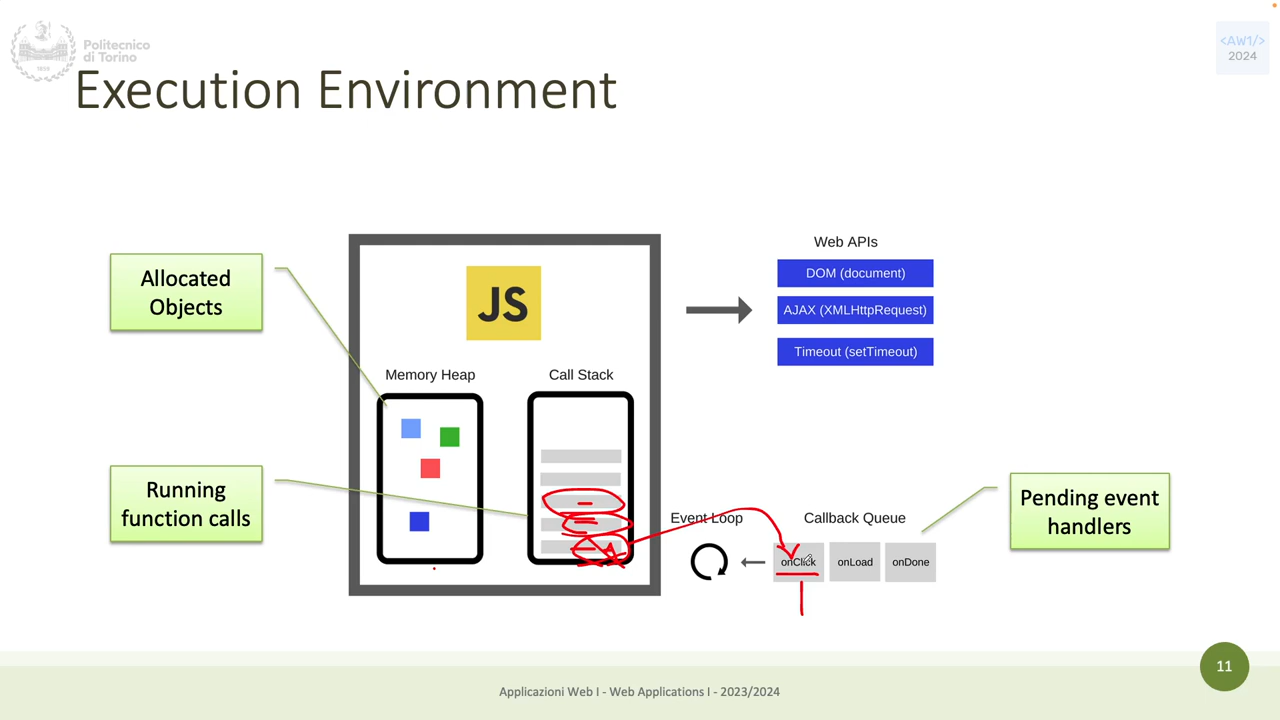 Politecnico
di Torino
1859
<AW1/>
2024
Execution Environment
Web APIs
DOM (document)
AJAX (XMLHttpRequest)
Timeout (setTimeout)
Allocated
Objects
JS
Memory Heap
Call Stack
Running
function calls
Event Loop
Callback Queue
onClick
onLoad
onDone
Pending event
handlers
11
Applicazioni Web I - Web Applications I - 2023/2024